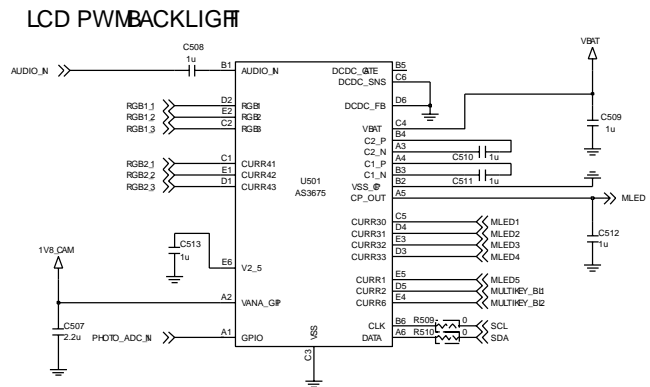 LCD PWM BACKLIGHT
C508
1u
AUDIO_IN
B1
AUDIO_IN
DCDC_GATE
B5
DCDC_SNS
C6
DCDC_FB
D6
VBAT
RGB1_1
D2
RGB1
RGB1_2
E2
RGB2
RGB1_3
C2
RGB3
VBAT
C4
C509
1u
C2_P
B4
C2_N
A3
C510
1u
C1_P
A4
C1_N
B3
C511
1u
RGB2_1
C1
CURR41
RGB2_2
E1
CURR42
RGB2_3
D1
CURR43
U501
AS3675
VSS_CP
B2
CP_OUT
A5
MLED
C512
1u
CURR30
C5
MLED1
CURR31
D4
MLED2
CURR32
E3
MLED3
CURR33
D3
MLED4
C513
1u
E6
V2_5
1V8_CAM
CURR1
E5
MLED5
CURR2
D5
MULTIKEY_BL1
CURR6
E4
MULTIKEY_BL2
A2
VANA_GIP
C507
2.2u
CLK
B6
R509
0
SCL
PHOTO_ADC_IN
A1
GPIO
DATA
A6
R510
0
SDA
VSS
C3